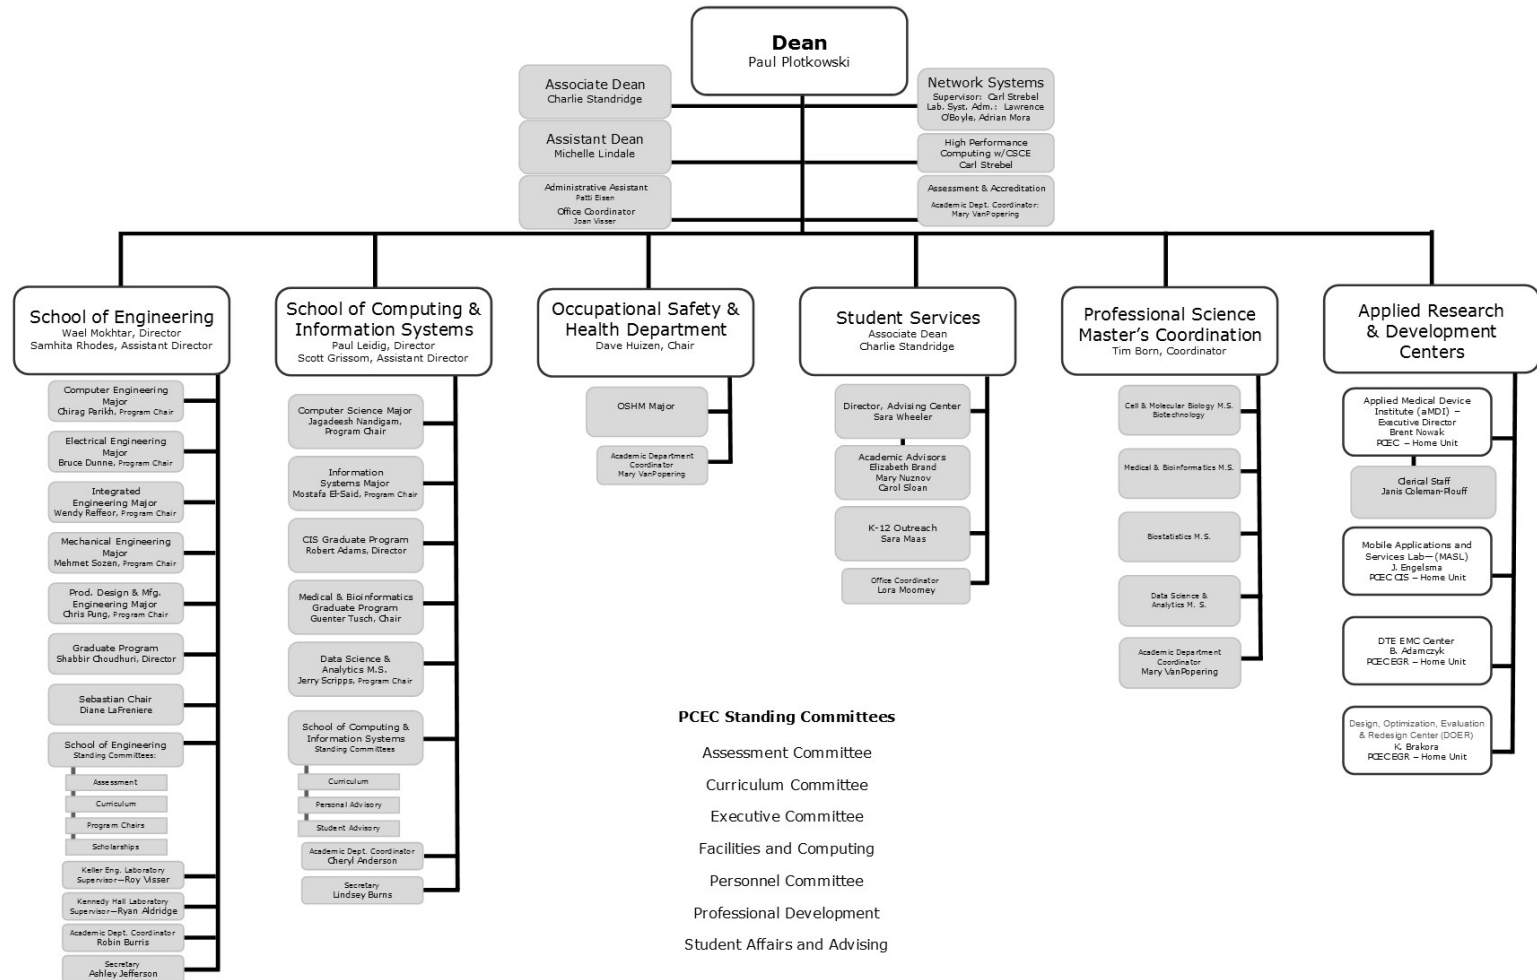 Dean
Paul Plotkowski
Associate Dean
Charlie Standridge
Assistant Dean
Michelle Lindale
Administrative Assistant
Patti Eisen
Office Coordinator
Joan Visser
Network Systems
Supervisor: Carl Strebel
Lab. Syst. Adm.: Lawrence
O'Boyle, Adrian Mora
High Performance
Computing w/CSCE
Carl Strebel
Assessment & Accreditation
Academic Dept. Coordinator:
Mary VanPopering
School of Engineering
Wael Mokhtar, Director
Samhita Rhodes, Assistant Director
Computer Engineering
Major
Chirag Parikh, Program Chair
Electrical Engineering
Major
Bruce Dunne, Program Chair
Integrated
Engineering Major
Wendy Reffeor, Program Chair
Mechanical Engineering
Major
Mehmet Sozen, Program Chair
Prod. Design & Mfg.
Engineering Major
Chris Pung, Program Chair
Graduate Program
Shabbir Choudhuri, Director
Sebastian Chair
Diane LaFreniere
School of Engineering
Standing Committees:
Assessment
Curriculum
Program Chairs
Scholarships
Keller Eng. Laboratory
Supervisor—Roy Visser
Kennedy Hall Laboratory
Supervisor—Ryan Aldridge
Academic Dept. Coordinator
Robin Burris
Secretary
Ashley Jefferson
School of Computing &
Information Systems
Paul Leidig, Director
Scott Grissom, Assistant Director
Computer Science Major
Jagadeesh Nandigam,
Program Chair
Information
Systems Major
Mostafa El-Said, Program Chair
CIS Graduate Program
Robert Adams, Director
Medical & Bioinformatics
Graduate Program
Guenter Tusch, Chair
Data Science &
Analytics M.S.
Jerry Scripps, Program Chair
School of Computing &
Information Systems
Standing Committees
Curriculum
Personal Advisory
Student Advisory
Academic Dept. Coordinator
Cheryl Anderson
Secretary
Lindsey Burns
Occupational Safety &
Health Department
Dave Huizen, Chair
OSHM Major
Academic Department
Coordinator
Mary VanPopering
Student Services
Associate Dean
Charlie Standridge
Director, Advising Center
Sara Wheeler
Academic Advisors
Elizabeth Brand
Mary Nuznov
Carol Sloan
K-12 Outreach
Sara Maas
Office Coordinator
Lora Moomey
Professional Science
Master's Coordination
Tim Born, Coordinator
Cell & Molecular Biology M.S.
Biotechnology
Medical & Bioinformatics M.S.
Biostatistics M.S.
Data Science &
Analytics M. S.
Academic Department
Coordinator
Mary VanPopering
Applied Research
& Development
Centers
Applied Medical Device
Institute (aMDI) –
Executive Director
Brent Nowak
PCEC – Home Unit
Clerical Staff
Janis Coleman-Plouff
Mobile Applications and
Services Lab—(MASL)
J. Engelsma
PCEC CIS – Home Unit
DTE EMC Center
B. Adamczyk
PCEC EGR – Home Unit
Design, Optimization, Evaluation
& Redesign Center (DOER)
K. Brakora
PCEC EGR – Home Unit
PCEC Standing Committees
Assessment Committee
Curriculum Committee
Executive Committee
Facilities and Computing
Personnel Committee
Professional Development
Student Affairs and Advising